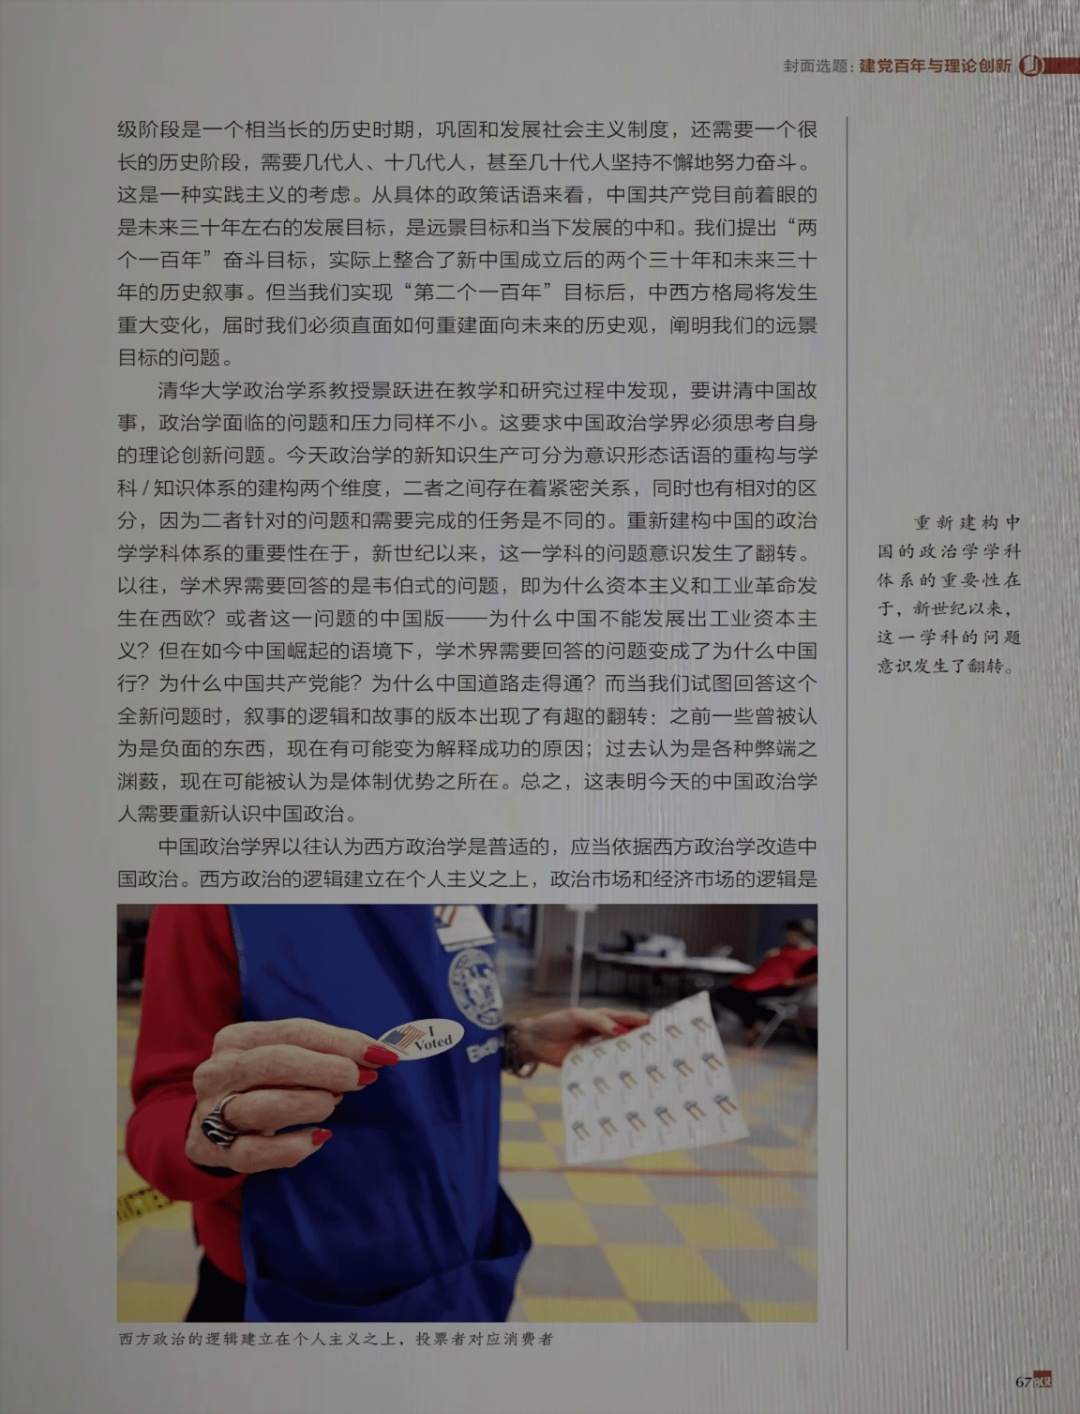 封面选题：建党百年与理论创新
级阶段是一个相当长的历史时期，巩固和发展社会主义制度，还需要一个很
长的历史阶段，需要几代人、十几代人，甚至几十代人坚持不懈地努力奋斗。
这是一种实践主义的考虑。从具体的政策话语来看，中国共产党目前着眼的
是未来三十年左右的发展目标，是远景目标和当下发展的中和。我们提出“两
个一百年”奋斗目标，实际上整合了新中国成立后的两个三十年和未来三十
年的历史叙事。但当我们实现“第二个一百年”目标后，中西方格局将发生
重大变化，届时我们必须直面如何重建面向未来的历史观，阐明我们的远景
目标的问题。
清华大学政治学系教授景跃进在教学和研究过程中发现，要讲清中国故
事，政治学面临的问题和压力同样不小。这要求中国政治学界必须思考自身
的理论创新问题。今天政治学的新知识生产可分为意识形态话语的重构与学
科/知识体系的建构两个维度，二者之间存在着紧密关系，同时也有相对的区
分，因为二者针对的问题和需要完成的任务是不同的。重新建构中国的政治
学学科体系的重要性在于，新世纪以来，这一学科的问题意识发生了翻转。
以往，学术界需要回答的是韦伯式的问题，即为什么资本主义和工业革命发
生在西欧？或者这一问题的中国版——为什么中国不能发展出工业资本主
义？但在如今中国崛起的语境下，学术界需要回答的问题变成了为什么中国
行？为什么中国共产党能？为什么中国道路走得通？而当我们试图回答这个
全新问题时，叙事的逻辑和故事的版本出现了有趣的翻转：之前一些曾被认
为是负面的东西，现在有可能变为解释成功的原因；过去认为是各种弊端之
渊薮，现在可能被认为是体制优势之所在。总之，这表明今天的中国政治学
人需要重新认识中国政治。
中国政治学界以往认为西方政治学是普适的，应当依据西方政治学改造中
国政治。西方政治的逻辑建立在个人主义之上，政治市场和经济市场的逻辑是
重新建构中
国的政治学学科
体系的重要性在
于，新世纪以来，
这一学科的问题
意识发生了翻转。
I
Voted
西方政治的逻辑建立在个人主义之上，投票者对应消费者
67